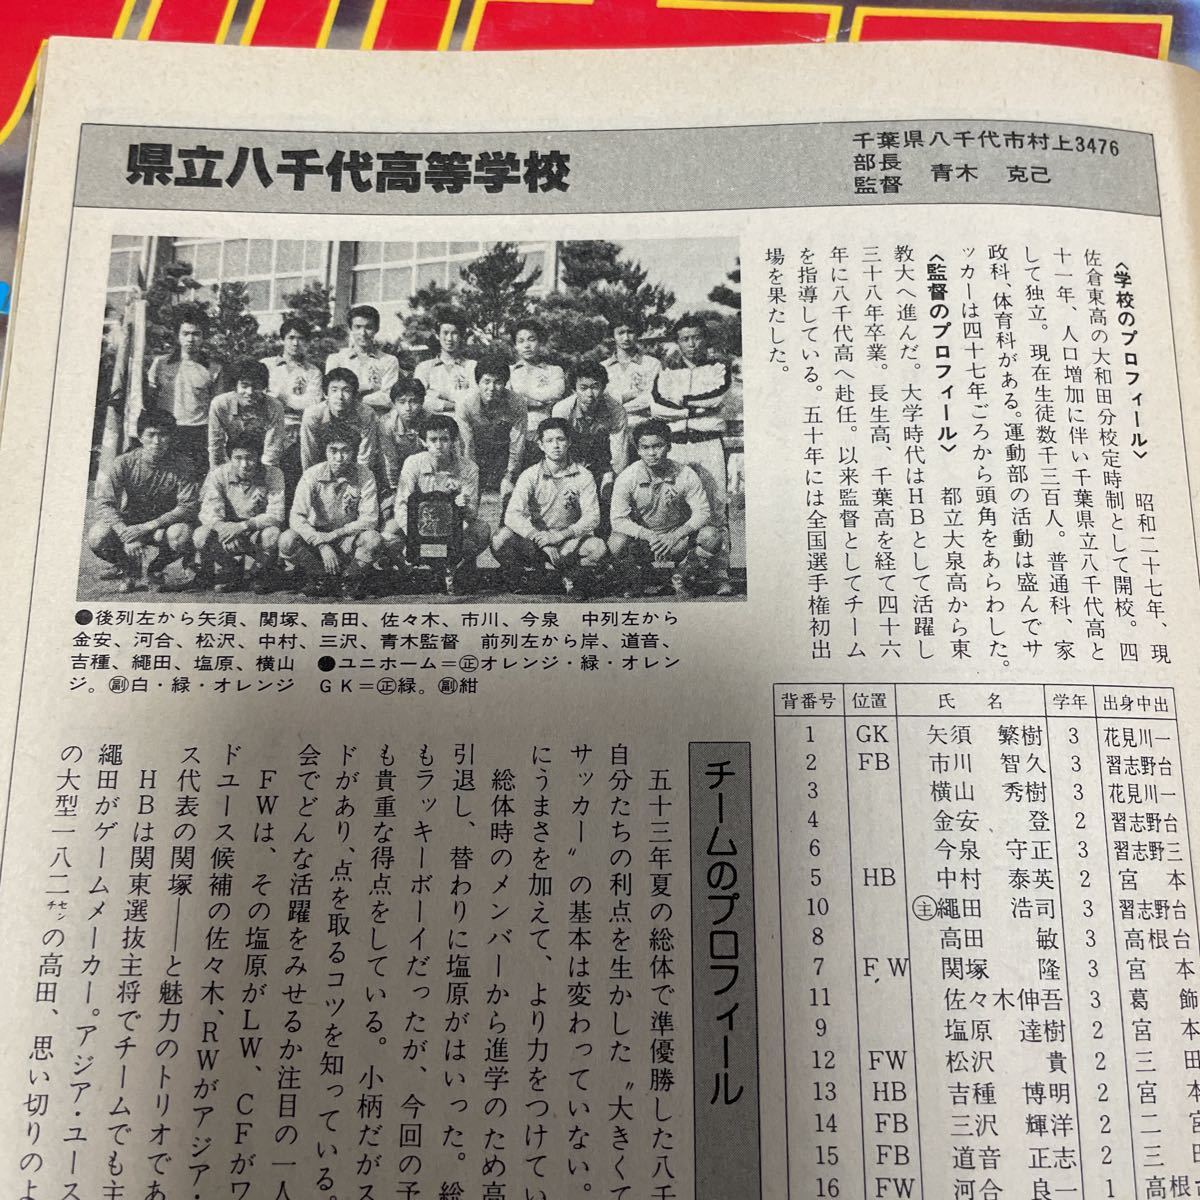 県立八千代高等学校
千葉県八千代市村上3476
部長
監督 青木 克己
〈学校のプロフィール〉 昭和二十七年、現
佐倉東高の大和田分校定時制として開校。四
十一年、人口増加に伴い千葉県立八千代高と
して独立。現在生徒数千三百人。普通科、家
政科、体育科がある。運動部の活動は盛んでサ
ッカーは四十七年ごろから頭角をあらわした。
〈監督のプロフィール〉 都立大泉高から東
教大へ進んだ。大学時代はHBとして活躍し
三十八年卒業。長生高、千葉高を経て四十六
年に八千代高へ赴任。以来監督としてチーム
を指導している。五十年には全国選手権初出
場を果たした。
●後列左から矢須、関塚、高田、佐々木、市川、今泉 中列左から
金安、河合、松沢、中村、三沢、青木監督 前列左から岸、道音、
吉種、繩田、塩原、横山 ●ユニホーム＝㊣オレンジ・緑・オレン
ジ。㊙副白・緑・オレンジ GK＝㊣緑。副紺
背番号 位置 氏名 学年 出身中出
1 GK 矢須 繁樹 3 花見川一
2 FB 市川 智久 3 習志野台
3 横山 秀樹 3 花見川一
4 金安 登 2 習志野台
6 今泉 守正 3 習志野三
5 HB 中村 泰英 2 宮本
10 主繩田 浩司 3 習志野台
8 高田 敏 3 高根台
7 FW 関塚 隆 3 宮本
11 佐々木伸吾 3 葛飾
9 塩原 達樹 2 宮本
12 FW 松沢 貴 2 三田
13 HB 吉種 博明 2 宮本
14 FB 三沢 輝洋 2 二宮
15 FB 道音 正志 2 三田
16 FW 河合 良一 1 高根
チームのプロフィール
五十三年夏の総体で準優勝した八千
自分たちの利点を生かした〝大きくて
サッカー〟の基本は変わっていない。
にうまさを加えて、より力をつけてい
総体時のメンバーから進学のため高
引退し、替わりに塩原がはいった。総
もラッキーボーイだったが、今回の予
も貴重な得点をしている。小柄だがス
ドがあり、点を取るコツを知っている。
会でどんな活躍をみせるか注目の一人
FWは、その塩原がLW、CFがワ
ドユース候補の佐々木、RWがアジア・
ス代表の関塚――と魅力のトリオであ
HBは関東選抜主将でチームでも主
繩田がゲームメーカー。アジア・ユース
の大型一八二センチの高田、思い切りのよ